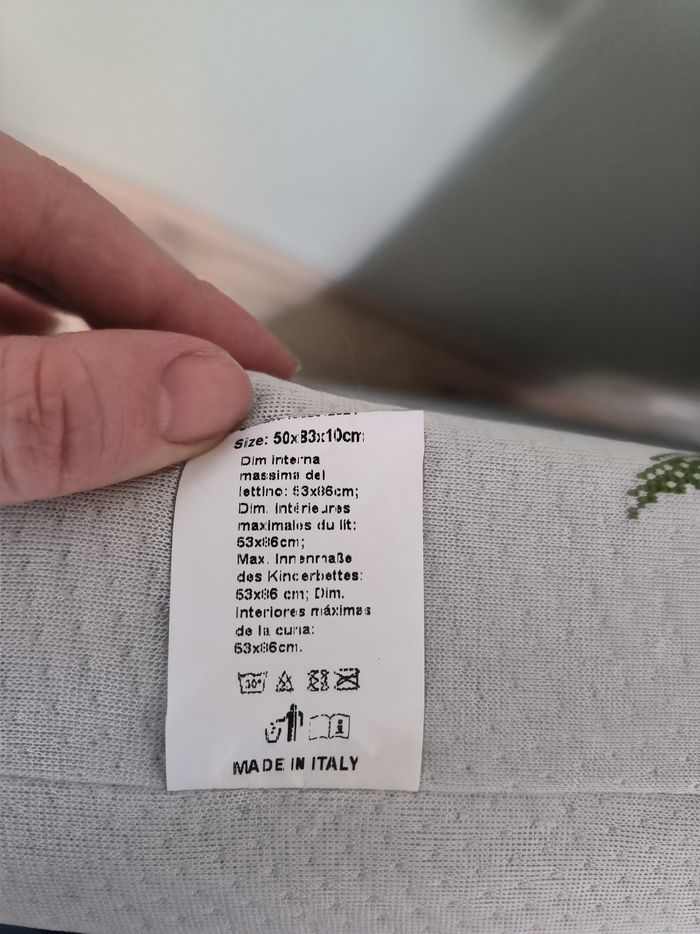 Size: 50x83x10cm
Dim interna
massima del
lettino: 53x86cm;
Dim. intérieures
maximales du lit:
53x86cm;
Max. Innenmaße
des Kinderbettes:
53x86 cm; Dim.
interiores máximas
de la cuna:
53x86cm.
30°
MADE IN ITALY